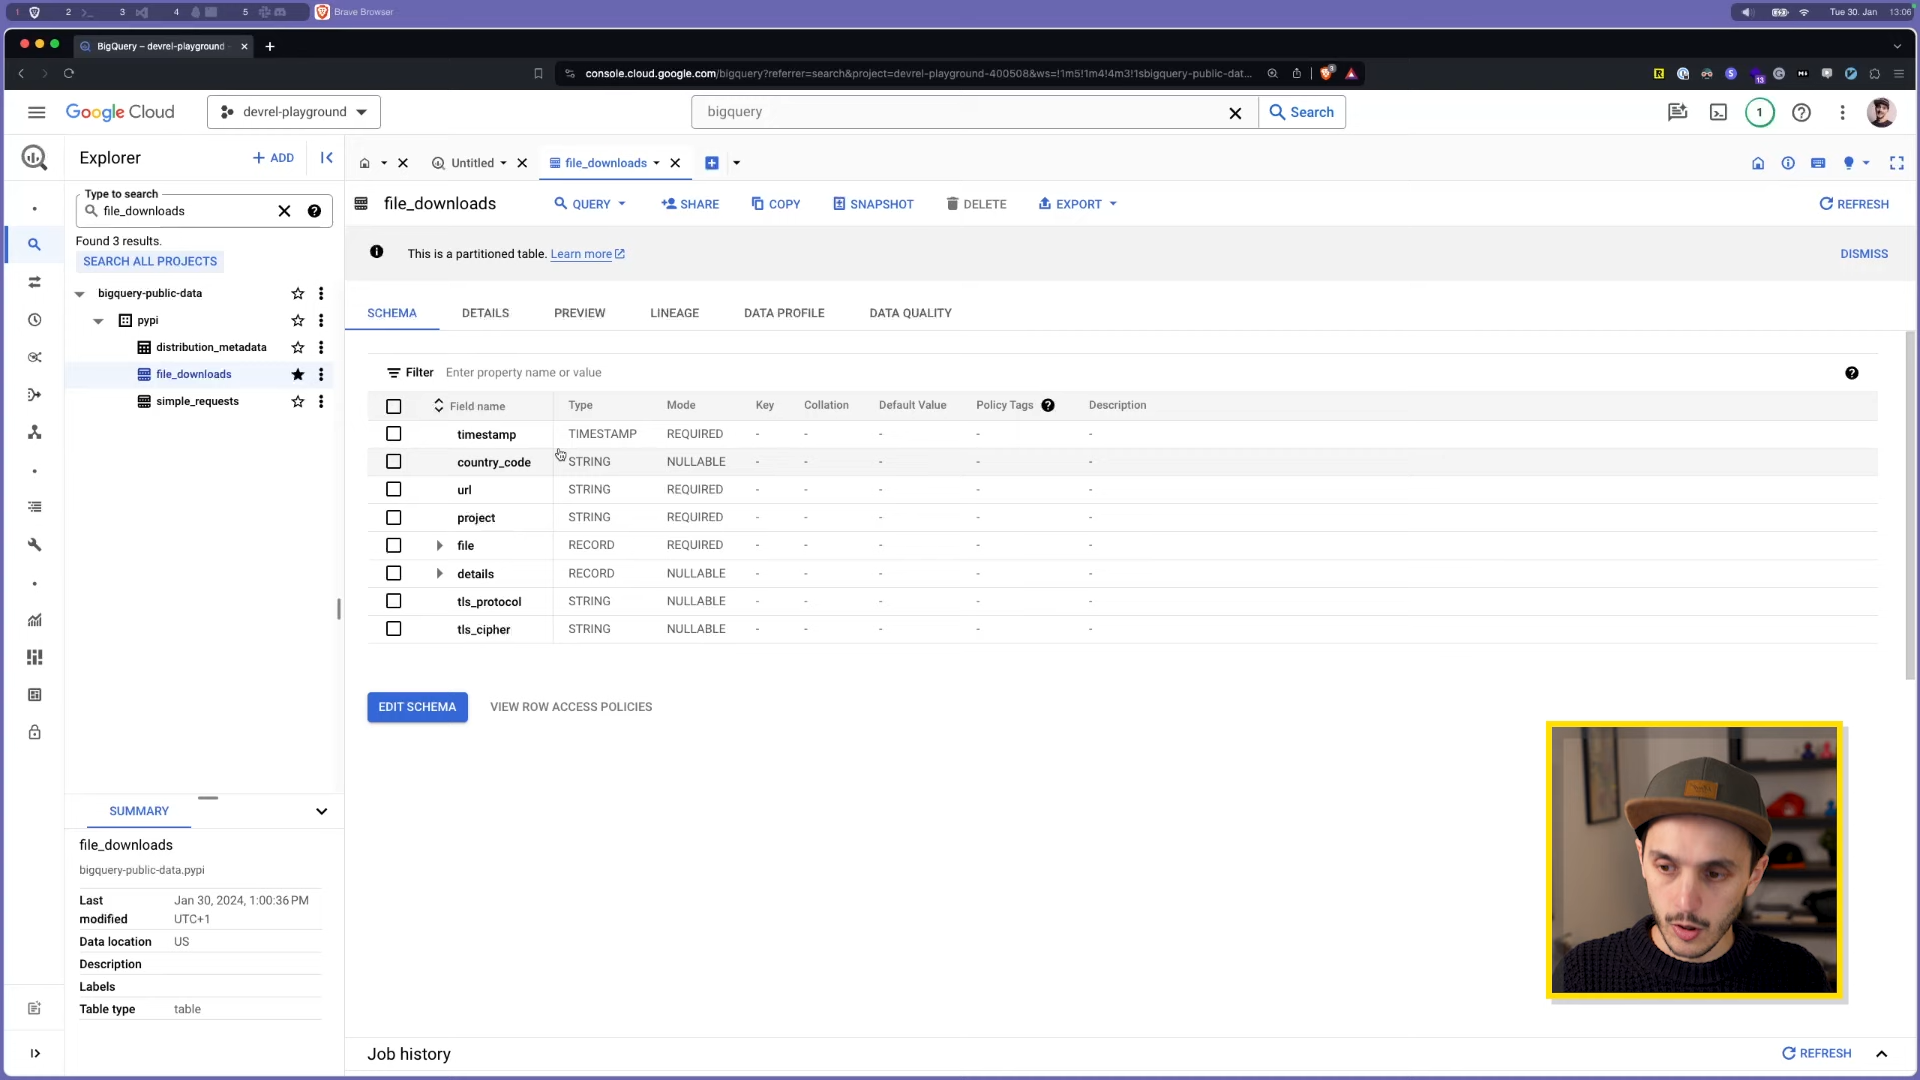 1 2 3 4 5 Brave Browser Tue 30. Jan 13:06
BigQuery – devrel-playground
console.cloud.google.com/bigquery?referrer=search&project=devrel-playground-400508&ws=!1m5!1m4!4m3!1sbigquery-public-dat...
Google Cloud devrel-playground bigquery Search 1
Explorer + ADD Untitled file_downloads
Type to search
file_downloads
file_downloads QUERY SHARE COPY SNAPSHOT DELETE EXPORT REFRESH
Found 3 results.
SEARCH ALL PROJECTS
This is a partitioned table. Learn more DISMISS
bigquery-public-data
pypi
distribution_metadata
file_downloads
simple_requests
SCHEMA DETAILS PREVIEW LINEAGE DATA PROFILE DATA QUALITY
Filter Enter property name or value
Field name Type Mode Key Collation Default Value Policy Tags Description
timestamp TIMESTAMP REQUIRED - - - - -
country_code STRING NULLABLE - - - - -
url STRING REQUIRED - - - - -
project STRING REQUIRED - - - - -
file RECORD REQUIRED - - - - -
details RECORD NULLABLE - - - - -
tls_protocol STRING NULLABLE - - - - -
tls_cipher STRING NULLABLE - - - - -
EDIT SCHEMA VIEW ROW ACCESS POLICIES
SUMMARY
file_downloads
bigquery-public-data.pypi
Last modified Jan 30, 2024, 1:00:36 PM UTC+1
Data location US
Description
Labels
Table type table
Job history REFRESH